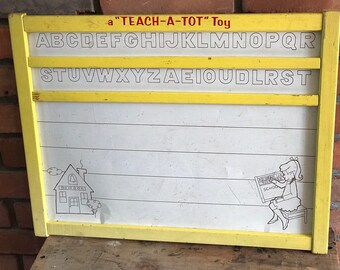 a "TEACH-A-TOT" Toy
ABCDEFGHIJKLMNOPQR
STUVWXYZAEIOUDLRST